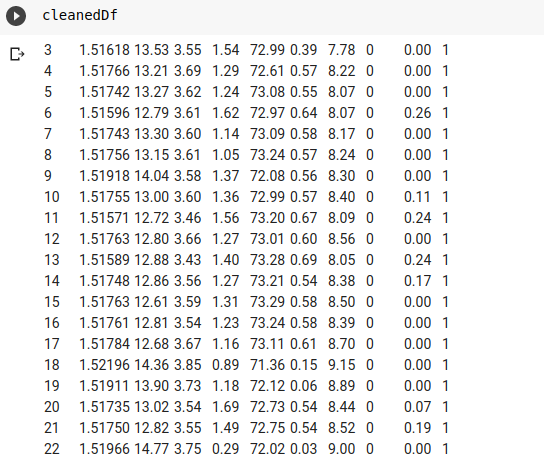 cleanedDf
3 1.51618 13.53 3.55 1.54 72.99 0.39 7.78 0 0.00 1
4 1.51766 13.21 3.69 1.29 72.61 0.57 8.22 0 0.00 1
5 1.51742 13.27 3.62 1.24 73.08 0.55 8.07 0 0.00 1
6 1.51596 12.79 3.61 1.62 72.97 0.64 8.07 0 0.26 1
7 1.51743 13.30 3.60 1.14 73.09 0.58 8.17 0 0.00 1
8 1.51756 13.15 3.61 1.05 73.24 0.57 8.24 0 0.00 1
9 1.51918 14.04 3.58 1.37 72.08 0.56 8.30 0 0.00 1
10 1.51755 13.00 3.60 1.36 72.99 0.57 8.40 0 0.11 1
11 1.51571 12.72 3.46 1.56 73.20 0.67 8.09 0 0.24 1
12 1.51763 12.80 3.66 1.27 73.01 0.60 8.56 0 0.00 1
13 1.51589 12.88 3.43 1.40 73.28 0.69 8.05 0 0.24 1
14 1.51748 12.86 3.56 1.27 73.21 0.54 8.38 0 0.17 1
15 1.51763 12.61 3.59 1.31 73.29 0.58 8.50 0 0.00 1
16 1.51761 12.81 3.54 1.23 73.24 0.58 8.39 0 0.00 1
17 1.51784 12.68 3.67 1.16 73.11 0.61 8.70 0 0.00 1
18 1.52196 14.36 3.85 0.89 71.36 0.15 9.15 0 0.00 1
19 1.51911 13.90 3.73 1.18 72.12 0.06 8.89 0 0.00 1
20 1.51735 13.02 3.54 1.69 72.73 0.54 8.44 0 0.07 1
21 1.51750 12.82 3.55 1.49 72.75 0.54 8.52 0 0.19 1
22 1.51966 14.77 3.75 0.29 72.02 0.03 9.00 0 0.00 1